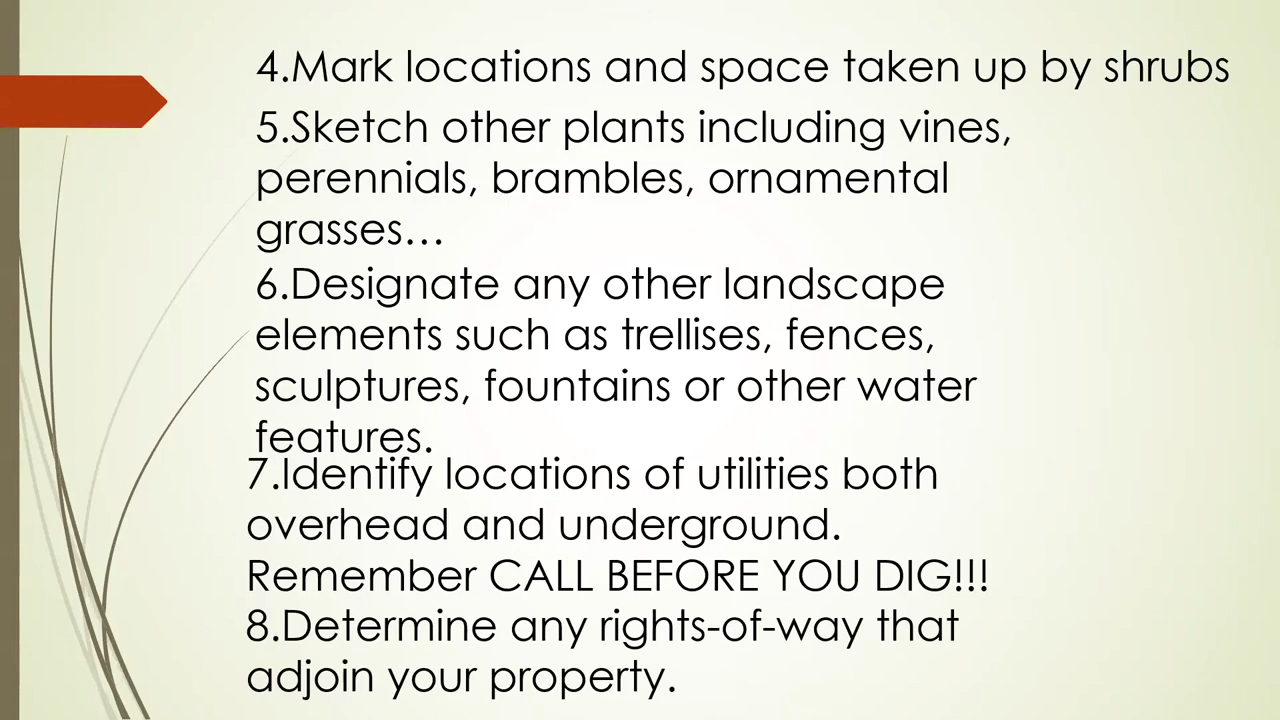 4.Mark locations and space taken up by shrubs
5.Sketch other plants including vines,
perennials, brambles, ornamental
grasses…
6.Designate any other landscape
elements such as trellises, fences,
sculptures, fountains or other water
features.
7.Identify locations of utilities both
overhead and underground.
Remember CALL BEFORE YOU DIG!!!
8.Determine any rights-of-way that
adjoin your property.